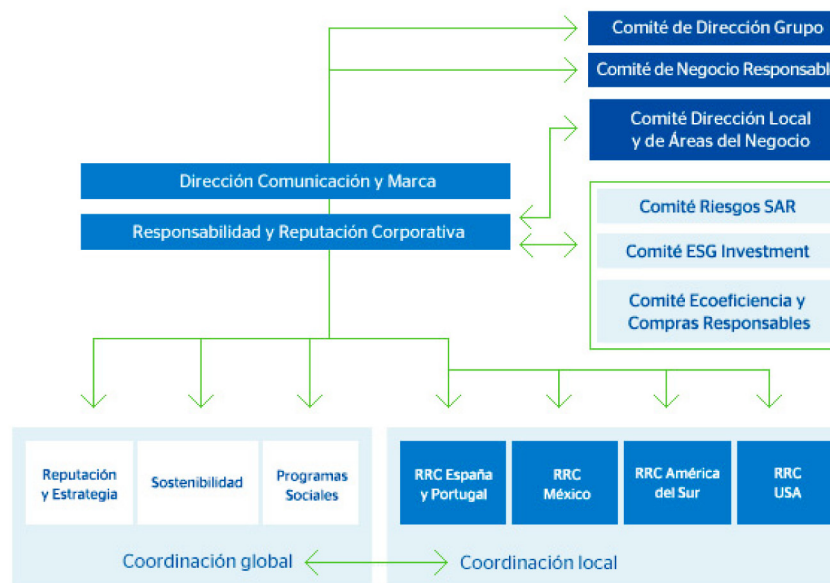 Comité de Dirección Grupo
Comité de Negocio Responsabl
Comité Dirección Local
y de Áreas del Negocio
Dirección Comunicación y Marca
Responsabilidad y Reputación Corporativa
Comité Riesgos SAR
Comité ESG Investment
Comité Ecoeficiencia y
Compras Responsables
Reputación
y Estrategia
Sostenibilidad
Programas
Sociales
RRC España
y Portugal
RRC
México
RRC América
del Sur
RRC
USA
Coordinación global
Coordinación local